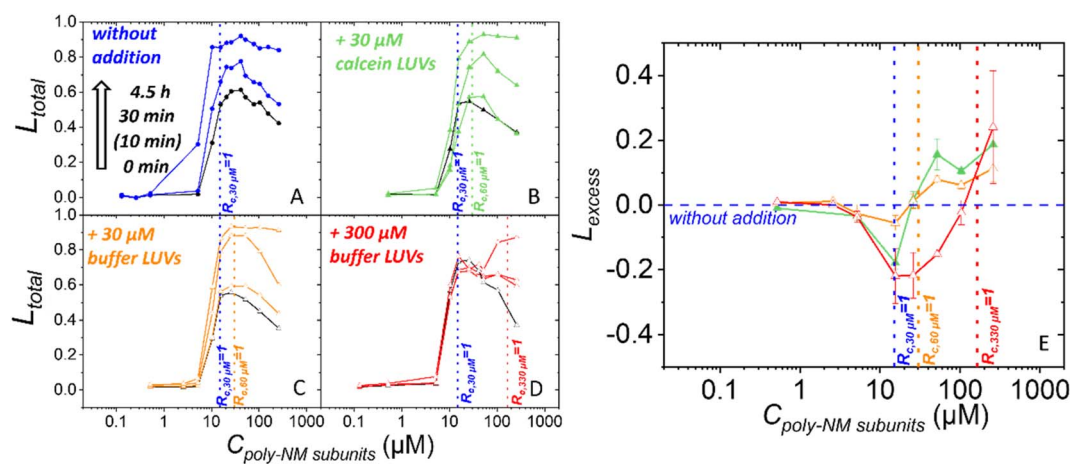 1.0
0.8
0.6
0.4
0.2
0.0
L_total
without
addition
4.5 h
30 min
(10 min)
0 min
R_c,30 µM=1
A
+ 30 µM
calcein LUVs
R_c,30 µM=1
R_c,60 µM=1
B
1.0
0.8
0.6
0.4
0.2
0.0
L_total
+ 30 µM
buffer LUVs
R_c,30 µM=1
R_c,60 µM=1
C
+ 300 µM
buffer LUVs
R_c,30 µM=1
R_c,330 µM=1
D
0.1 1 10 100 1000
0.1 1 10 100 1000
C_poly-NM subunits (µM)
0.4
0.2
0.0
-0.2
-0.4
L_excess
without addition
R_c,30 µM=1
R_c,60 µM=1
R_c,330 µM=1
E
0.1 1 10 100 1000
C_poly-NM subunits (µM)